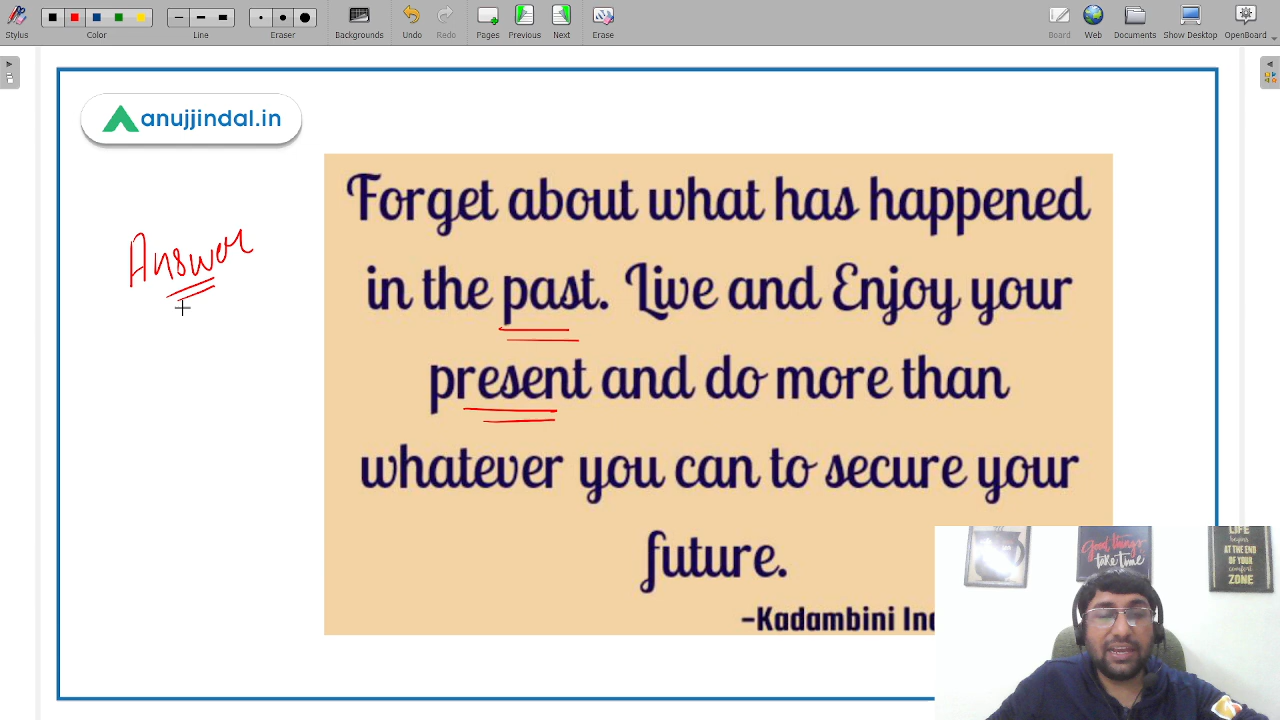 Stylus
Color
Line
Eraser
Backgrounds
Undo
Redo
Pages
Previous
Next
Erase
Board
Web
Documents
Show Desktop
OpenBoard
anujjindal.in
Answer
Forget about what has happened
in the past. Live and Enjoy your
present and do more than
whatever you can to secure your
future.
-Kadambini
Good things
take time
LIFE
begins
AT THE END
OF YOUR
comfort
ZONE